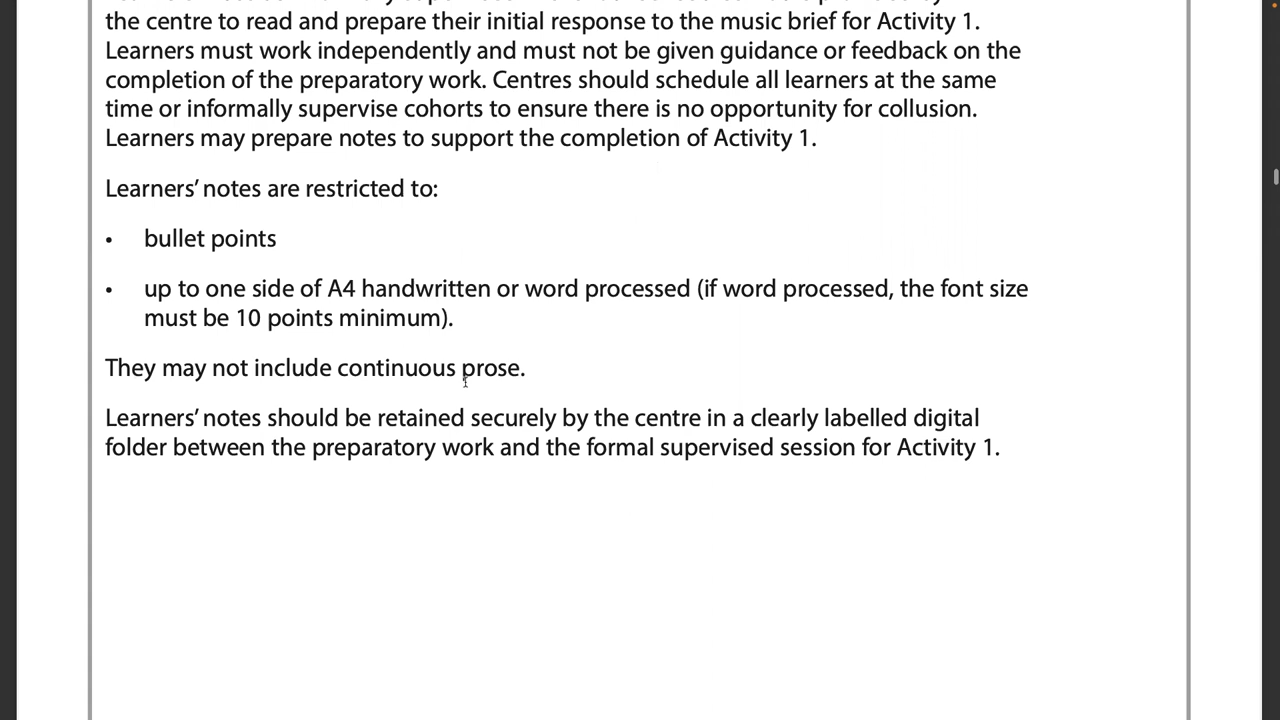 the centre to read and prepare their initial response to the music brief for Activity 1.
Learners must work independently and must not be given guidance or feedback on the
completion of the preparatory work. Centres should schedule all learners at the same
time or informally supervise cohorts to ensure there is no opportunity for collusion.
Learners may prepare notes to support the completion of Activity 1.
Learners’ notes are restricted to:
• bullet points
• up to one side of A4 handwritten or word processed (if word processed, the font size
must be 10 points minimum).
They may not include continuous prose.
Learners’ notes should be retained securely by the centre in a clearly labelled digital
folder between the preparatory work and the formal supervised session for Activity 1.